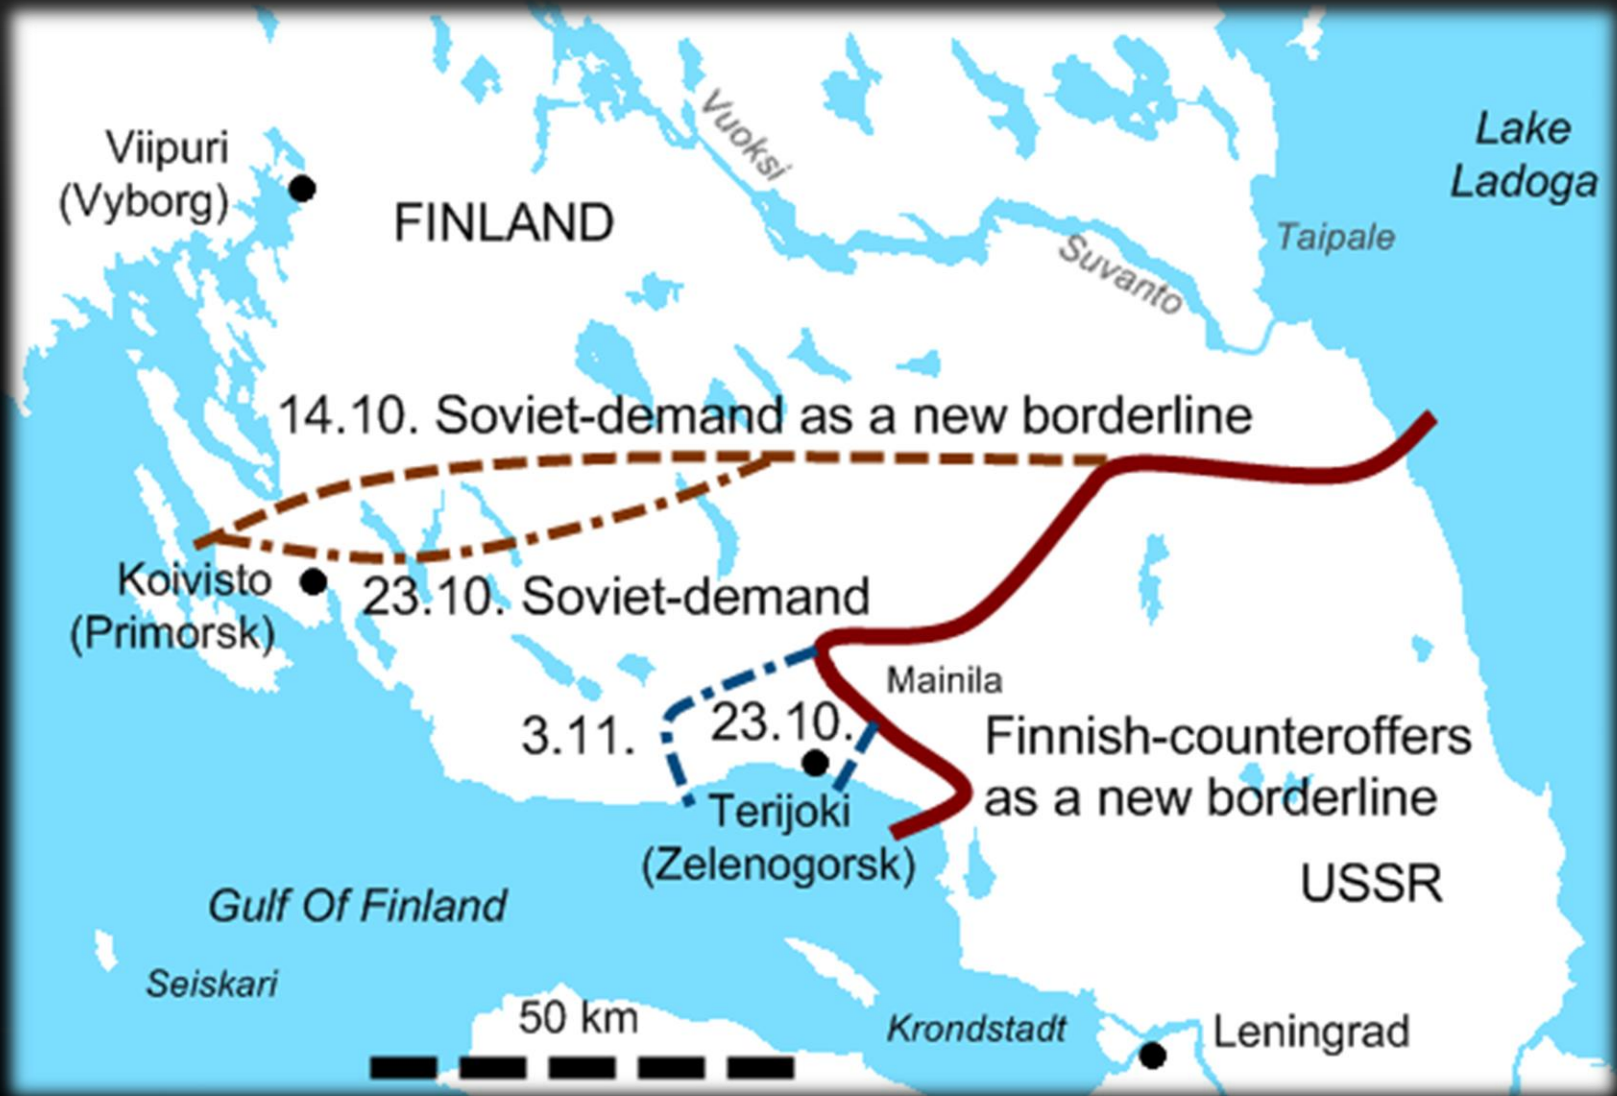 Viipuri
(Vyborg)
FINLAND
Vuoksi
Suvanto
Lake
Ladoga
Taipale
14.10. Soviet-demand as a new borderline
Koivisto
(Primorsk)
23.10. Soviet-demand
Mainila
3.11.
23.10.
Terijoki
(Zelenogorsk)
Finnish-counteroffers
as a new borderline
USSR
Gulf Of Finland
Seiskari
50 km
Krondstadt
Leningrad